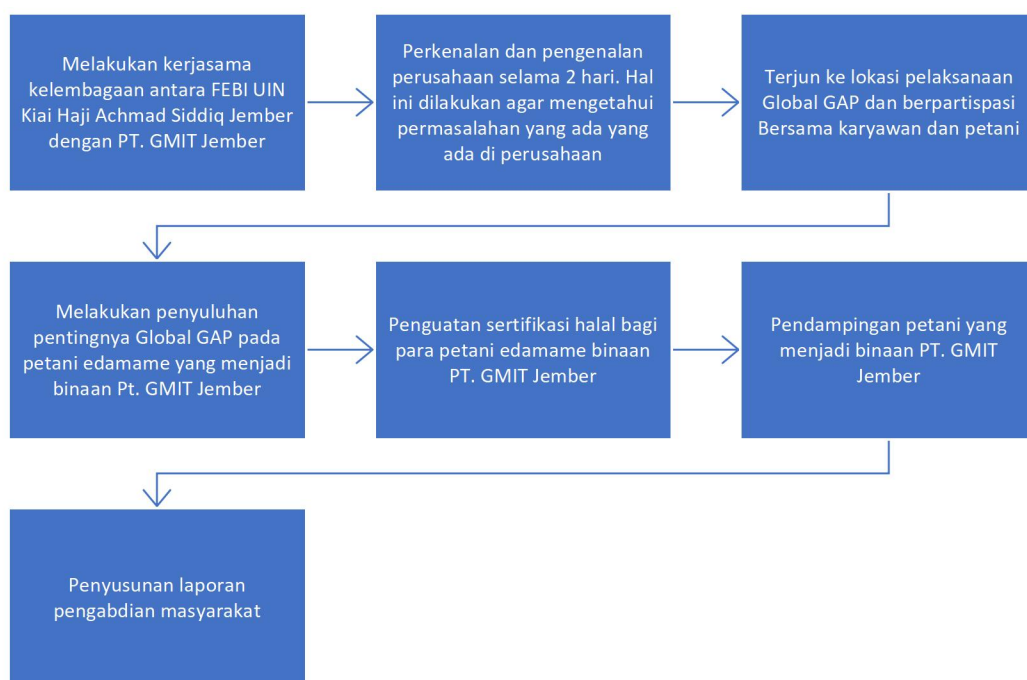 Melakukan kerjasama
kelembagaan antara FEBI UIN
Kiai Haji Achmad Siddiq Jember
dengan PT. GMIT Jember
Perkenalan dan pengenalan
perusahaan selama 2 hari. Hal
ini dilakukan agar mengetahui
permasalahan yang ada yang
ada di perusahaan
Terjun ke lokasi pelaksanaan
Global GAP dan berpartispasi
Bersama karyawan dan petani
Melakukan penyuluhan
pentingnya Global GAP pada
petani edamame yang menjadi
binaan Pt. GMIT Jember
Penguatan sertifikasi halal bagi
para petani edamame binaan
PT. GMIT Jember
Pendampingan petani yang
menjadi binaan PT. GMIT
Jember
Penyusunan laporan
pengabdian masyarakat